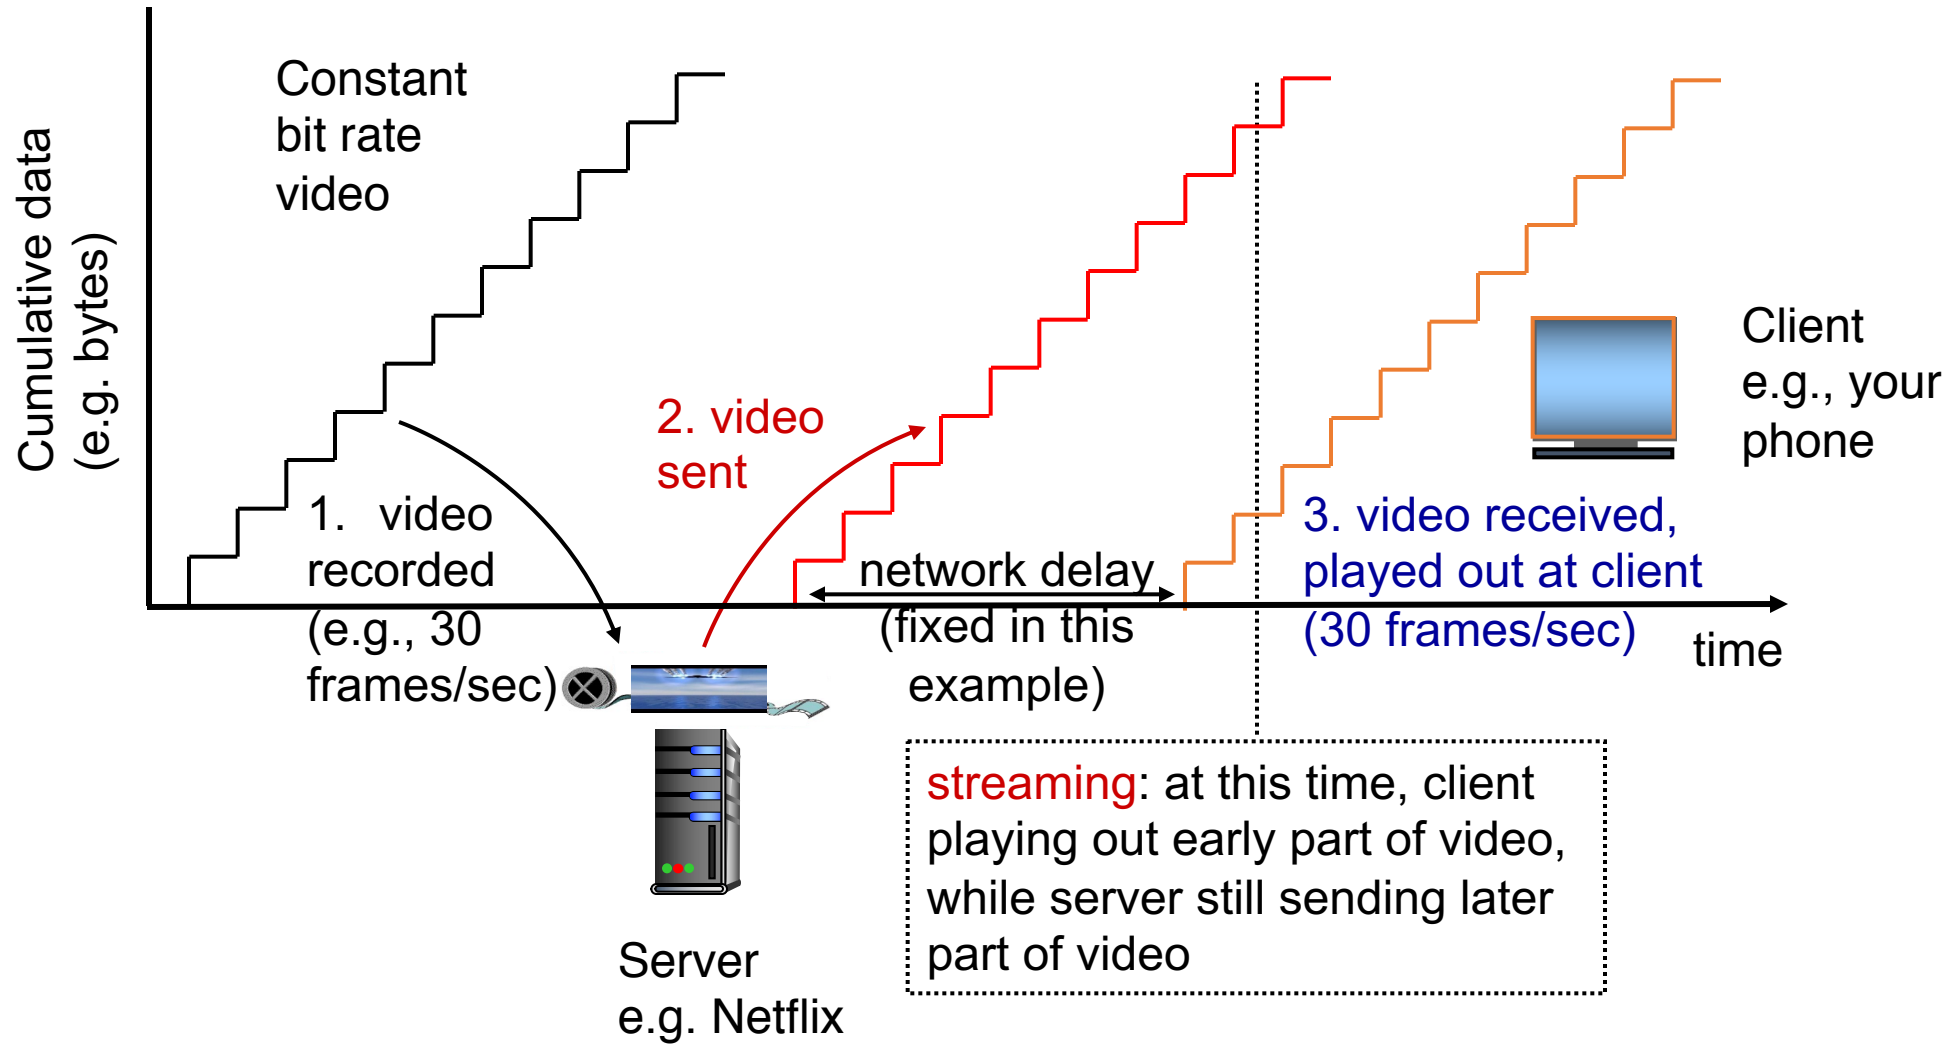 Cumulative data
(e.g. bytes)
Constant
bit rate
video
1. video
recorded
(e.g., 30
frames/sec)
2. video
sent
network delay
(fixed in this
example)
Client
e.g., your
phone
3. video received,
played out at client
(30 frames/sec)
time
streaming: at this time, client
playing out early part of video,
while server still sending later
part of video
Server
e.g. Netflix